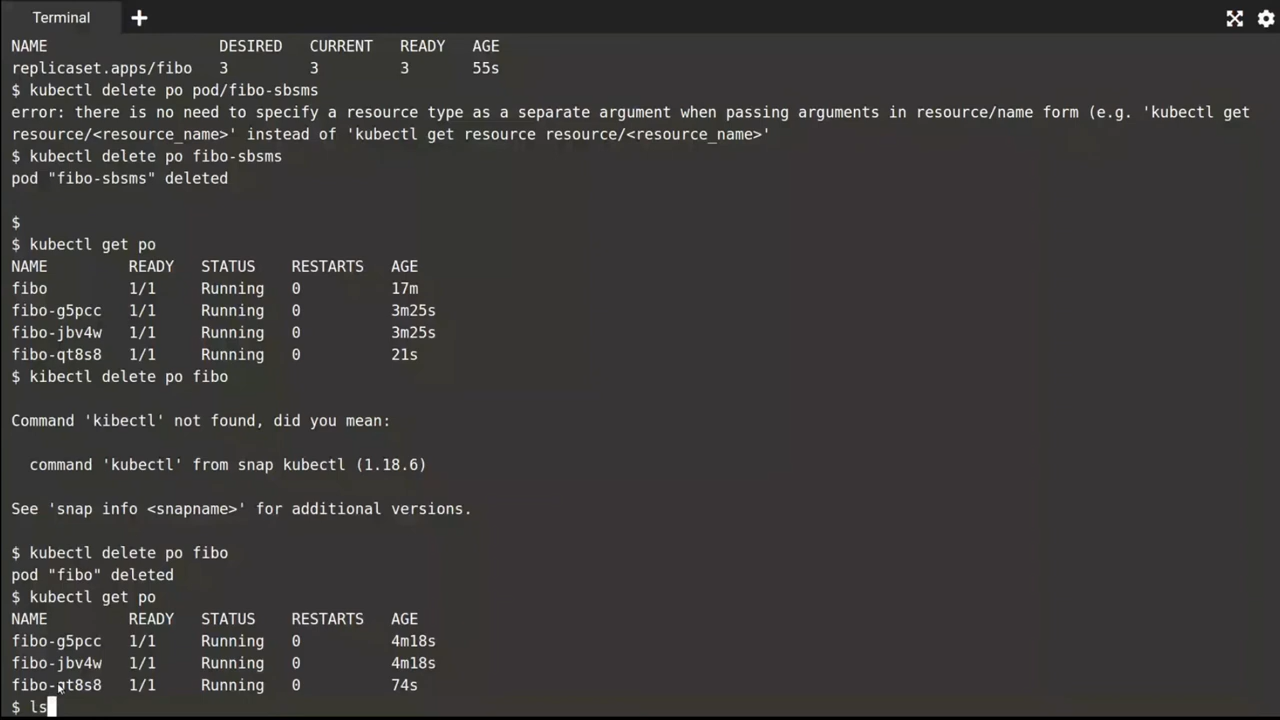 Terminal
NAME DESIRED CURRENT READY AGE
replicaset.apps/fibo 3 3 3 55s
$ kubectl delete po pod/fibo-sbsms
error: there is no need to specify a resource type as a separate argument when passing arguments in resource/name form (e.g. 'kubectl get
resource/<resource_name>' instead of 'kubectl get resource resource/<resource_name>'
$ kubectl delete po fibo-sbsms
pod "fibo-sbsms" deleted
$
$ kubectl get po
NAME READY STATUS RESTARTS AGE
fibo 1/1 Running 0 17m
fibo-g5pcc 1/1 Running 0 3m25s
fibo-jbv4w 1/1 Running 0 3m25s
fibo-qt8s8 1/1 Running 0 21s
$ kibectl delete po fibo
Command 'kibectl' not found, did you mean:
command 'kubectl' from snap kubectl (1.18.6)
See 'snap info <snapname>' for additional versions.
$ kubectl delete po fibo
pod "fibo" deleted
$ kubectl get po
NAME READY STATUS RESTARTS AGE
fibo-g5pcc 1/1 Running 0 4m18s
fibo-jbv4w 1/1 Running 0 4m18s
fibo-qt8s8 1/1 Running 0 74s
$ ls